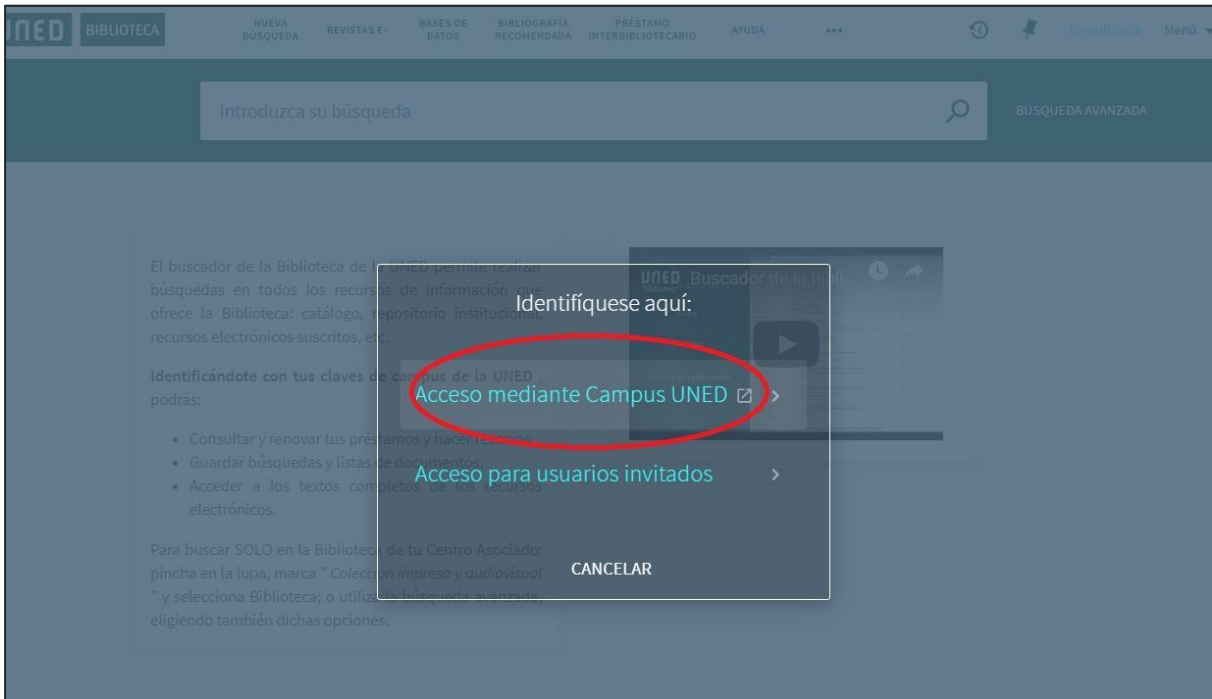 UNED BIBLIOTECA
NUEVA BÚSQUEDA
REVISTAS E-
BASES DE DATOS
BIBLIOGRAFÍA RECOMENDADA
PRÉSTAMO INTERBIBLIOTECARIO
AYUDA
•••
Identificarse
Menú
Introduzca su búsqueda
BÚSQUEDA AVANZADA
El buscador de la Biblioteca de la UNED permite realizar
búsquedas en todos los recursos de información que
ofrece la Biblioteca: catálogo, repositorio institucional,
recursos electrónicos suscritos, etc.
Identificándote con tus claves de campus de la UNED ,
podrás:
• Consultar y renovar tus préstamos y hacer reservas.
• Guardar búsquedas y listas de documentos.
• Acceder a los textos completos de los recursos
electrónicos.
Para buscar SOLO en la Biblioteca de tu Centro Asociado:
pincha en la lupa, marca " Colección impresa y audiovisual
" y selecciona Biblioteca; o utiliza la búsqueda avanzada,
eligiendo también dichas opciones.
UNED Buscador de la bibli...
Identifíquese aquí:
Acceso mediante Campus UNED
Acceso para usuarios invitados
CANCELAR